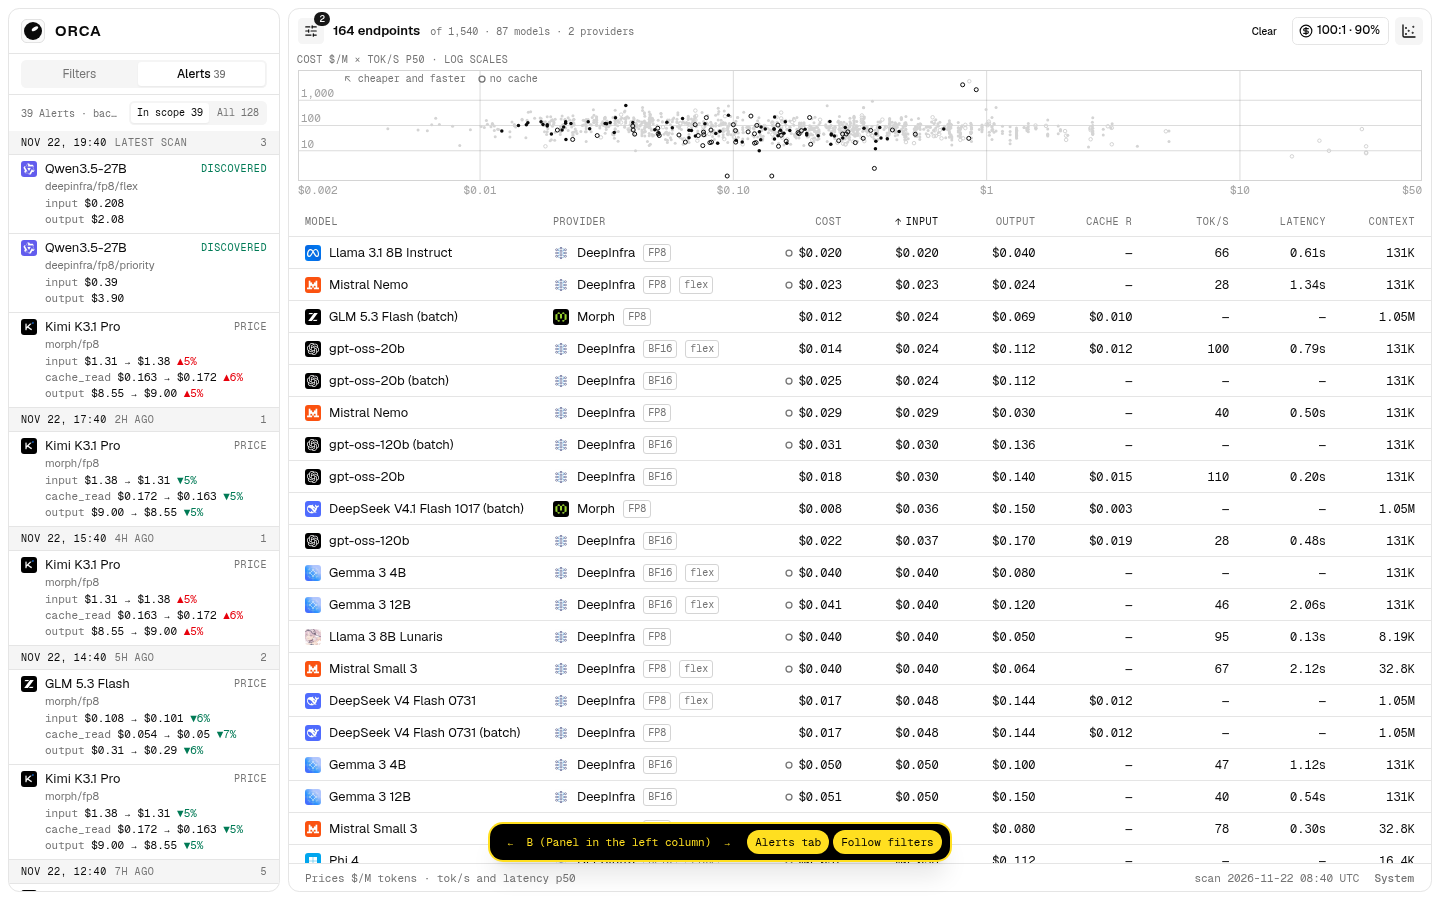 ORCA
Filters
Alerts 39
39 Alerts · bac…
In scope 39
All 128
NOV 22, 19:40 LATEST SCAN 3
Qwen3.5-27B DISCOVERED
deepinfra/fp8/flex
input $0.208
output $2.08
Qwen3.5-27B DISCOVERED
deepinfra/fp8/priority
input $0.39
output $3.90
Kimi K3.1 Pro PRICE
morph/fp8
input $1.31 → $1.38 ▲5%
cache_read $0.163 → $0.172 ▲6%
output $8.55 → $9.00 ▲5%
NOV 22, 17:40 2H AGO 1
Kimi K3.1 Pro PRICE
morph/fp8
input $1.38 → $1.31 ▼5%
cache_read $0.172 → $0.163 ▼5%
output $9.00 → $8.55 ▼5%
NOV 22, 15:40 4H AGO 1
Kimi K3.1 Pro PRICE
morph/fp8
input $1.31 → $1.38 ▲5%
cache_read $0.163 → $0.172 ▲6%
output $8.55 → $9.00 ▲5%
NOV 22, 14:40 5H AGO 2
GLM 5.3 Flash PRICE
morph/fp8
input $0.108 → $0.101 ▼6%
cache_read $0.054 → $0.05 ▼7%
output $0.31 → $0.29 ▼6%
Kimi K3.1 Pro PRICE
morph/fp8
input $1.38 → $1.31 ▼5%
cache_read $0.172 → $0.163 ▼5%
output $9.00 → $8.55 ▼5%
NOV 22, 12:40 7H AGO 5
2
164 endpoints of 1,540 · 87 models · 2 providers
Clear
100:1 · 90%
COST $/M × TOK/S P50 · LOG SCALES
↖ cheaper and faster
no cache
1,000
100
10
$0.002 $0.01 $0.10 $1 $10 $50
MODEL PROVIDER COST ↑ INPUT OUTPUT CACHE R TOK/S LATENCY CONTEXT
Llama 3.1 8B Instruct DeepInfra FP8 $0.020 $0.020 $0.040 — 66 0.61s 131K
Mistral Nemo DeepInfra FP8 flex $0.023 $0.023 $0.024 — 28 1.34s 131K
GLM 5.3 Flash (batch) Morph FP8 $0.012 $0.024 $0.069 $0.010 — — 1.05M
gpt-oss-20b DeepInfra BF16 flex $0.014 $0.024 $0.112 $0.012 100 0.79s 131K
gpt-oss-20b (batch) DeepInfra BF16 $0.025 $0.024 $0.112 — — — 131K
Mistral Nemo DeepInfra FP8 $0.029 $0.029 $0.030 — 40 0.50s 131K
gpt-oss-120b (batch) DeepInfra BF16 $0.031 $0.030 $0.136 — — — 131K
gpt-oss-20b DeepInfra BF16 $0.018 $0.030 $0.140 $0.015 110 0.20s 131K
DeepSeek V4.1 Flash 1017 (batch) Morph FP8 $0.008 $0.036 $0.150 $0.003 — — 1.05M
gpt-oss-120b DeepInfra BF16 $0.022 $0.037 $0.170 $0.019 28 0.48s 131K
Gemma 3 4B DeepInfra BF16 flex $0.040 $0.040 $0.080 — — — 131K
Gemma 3 12B DeepInfra BF16 flex $0.041 $0.040 $0.120 — 46 2.06s 131K
Llama 3 8B Lunaris DeepInfra FP8 $0.040 $0.040 $0.050 — 95 0.13s 8.19K
Mistral Small 3 DeepInfra FP8 flex $0.040 $0.040 $0.064 — 67 2.12s 32.8K
DeepSeek V4 Flash 0731 DeepInfra FP8 flex $0.017 $0.048 $0.144 $0.012 — — 1.05M
DeepSeek V4 Flash 0731 (batch) DeepInfra FP8 $0.017 $0.048 $0.144 $0.012 — — 1.05M
Gemma 3 4B DeepInfra BF16 $0.050 $0.050 $0.100 — 47 1.12s 131K
Gemma 3 12B DeepInfra BF16 $0.051 $0.050 $0.150 — 40 0.54s 131K
Mistral Small 3 $0.080 — 78 0.30s 32.8K
Phi 4 $0.112 — — — 16.4K
← B (Panel in the left column) → Alerts tab Follow filters
Prices $/M tokens · tok/s and latency p50
scan 2026-11-22 08:40 UTC System